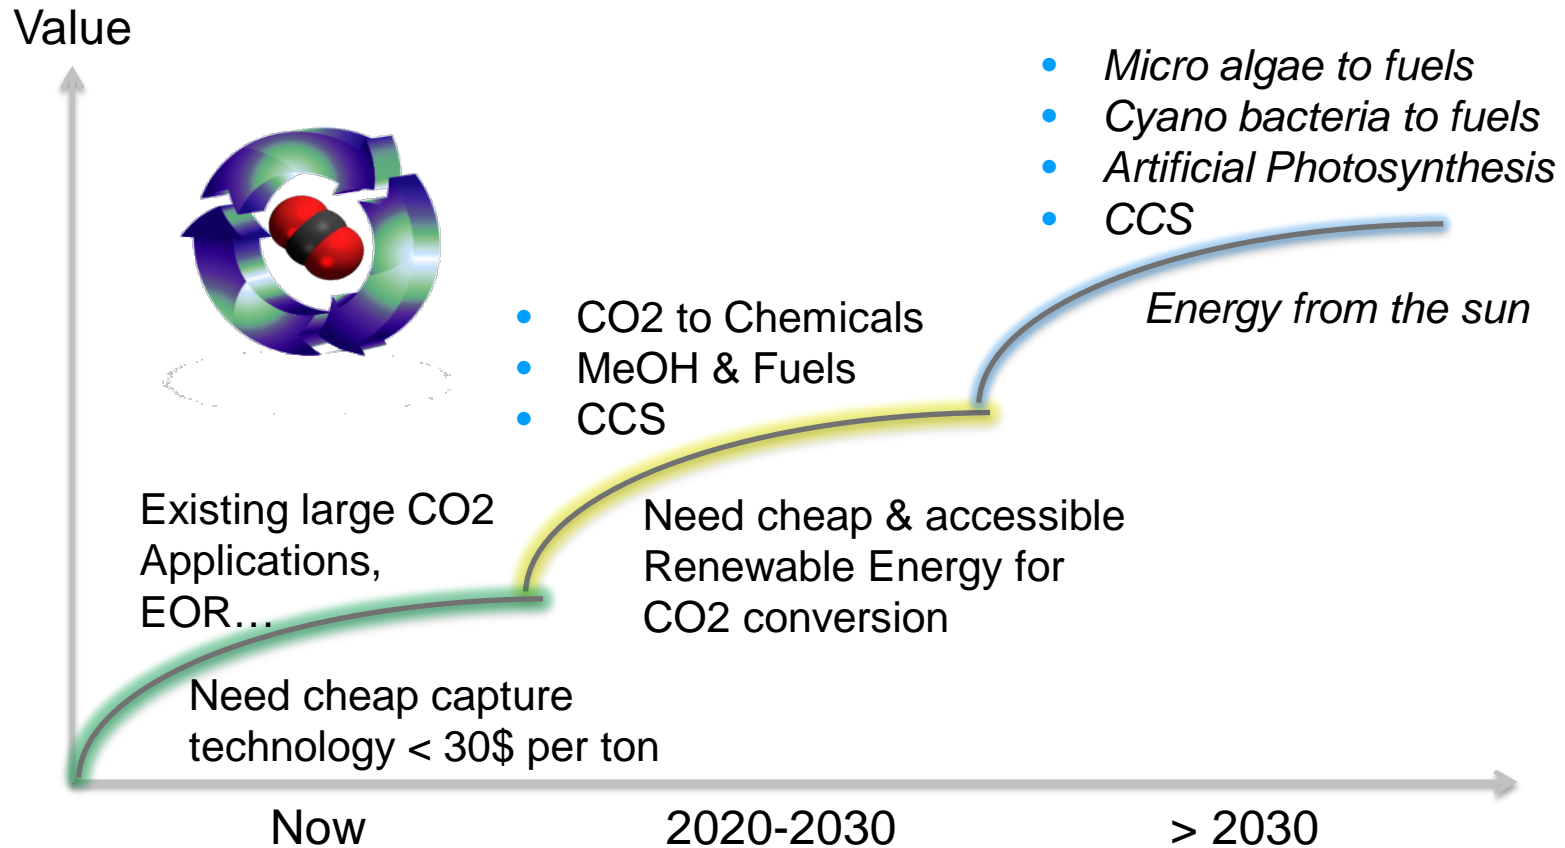 Value
• Micro algae to fuels
• Cyano bacteria to fuels
• Artificial Photosynthesis
• CCS
Energy from the sun
• CO2 to Chemicals
• MeOH & Fuels
• CCS
Need cheap & accessible
Renewable Energy for
CO2 conversion
Existing large CO2
Applications,
EOR…
Need cheap capture
technology < 30$ per ton
Now
2020-2030
> 2030